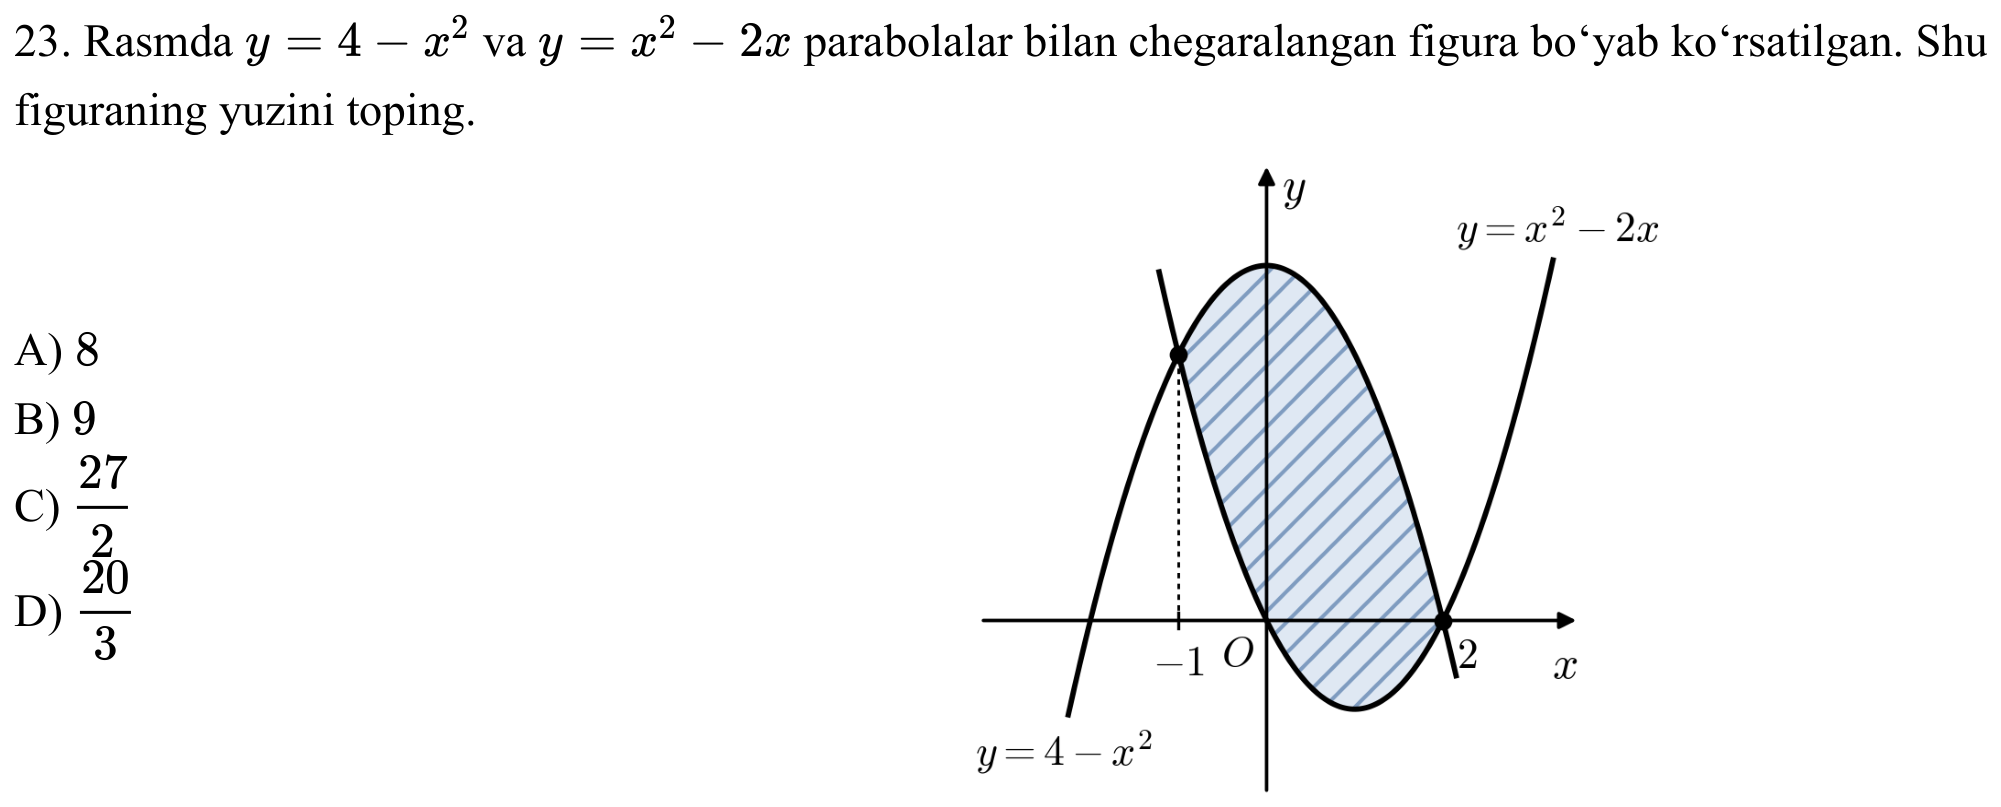 23. Rasmda y = 4 − x² va y = x² − 2x parabolalar bilan chegaralangan figura bo‘yab ko‘rsatilgan. Shu
figuraning yuzini toping.
y
y = x² − 2x
A) 8
B) 9
C) 27/2
D) 20/3
−1 O 2 x
y = 4 − x²